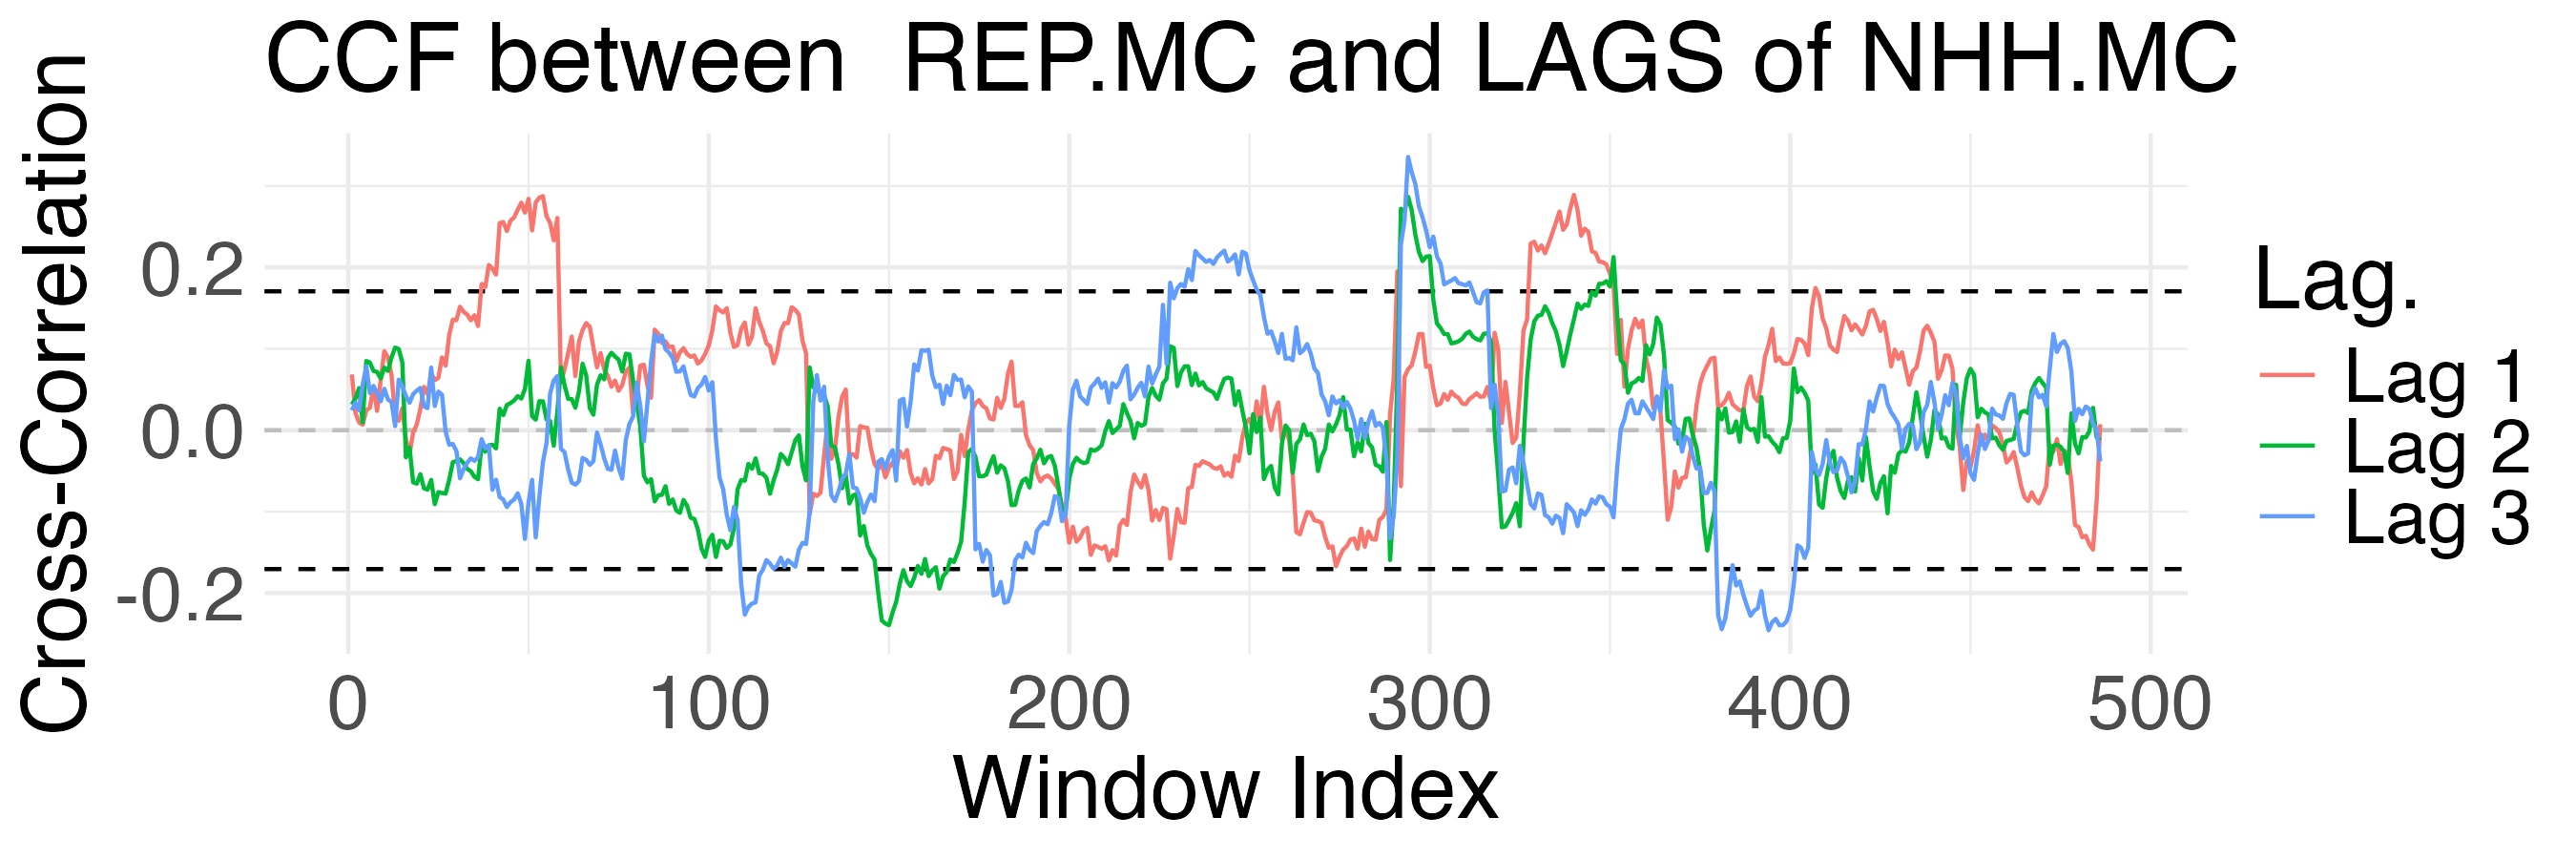 CCF between  REP.MC and LAGS of NHH.MC
Cross-Correlation
0.2
0.0
-0.2
0 100 200 300 400 500
Window Index
Lag.
Lag 1
Lag 2
Lag 3